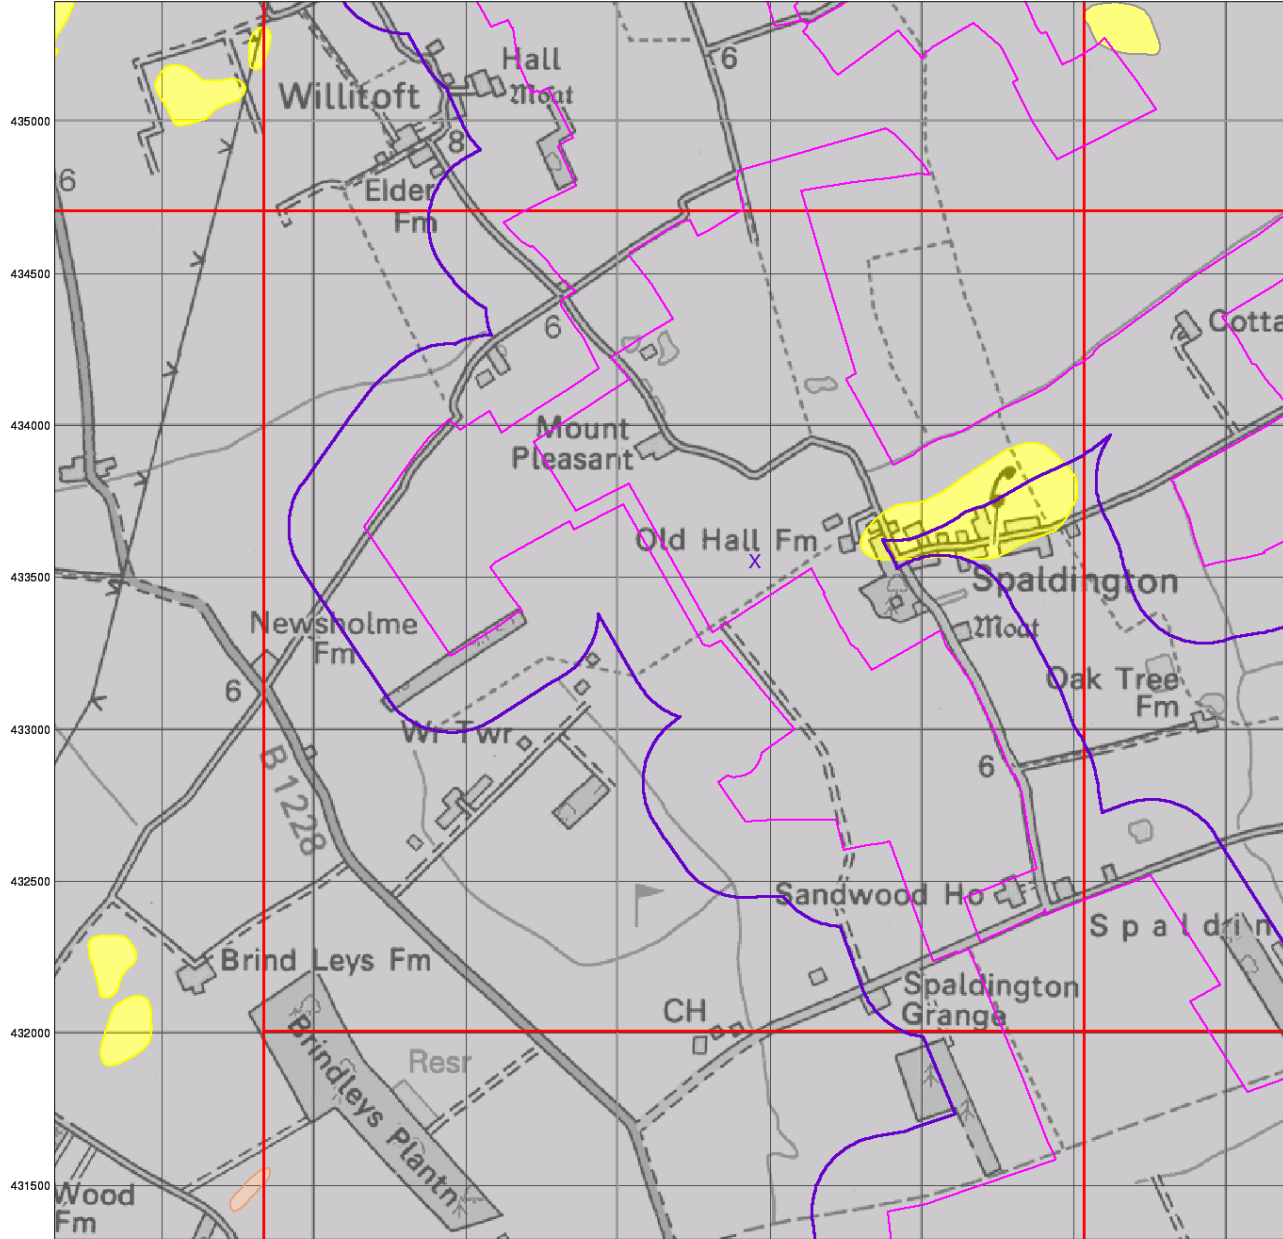 Hall
Moat
6
Willitoft
435000
8
6
Elder
Fm
434500
6
Cotta
434000
Mount
Pleasant
Old Hall Fm
X
433500
Spaldington
Newsholme
Fm
Moat
6
Oak Tree
Fm
433000
Wr Twr
6
B 1228
432500
Sandwood Ho
Spaldin
Brind Leys Fm
Spaldington
Grange
CH
432000
Brindleys Plantn
Resr
431500
Wood
Fm